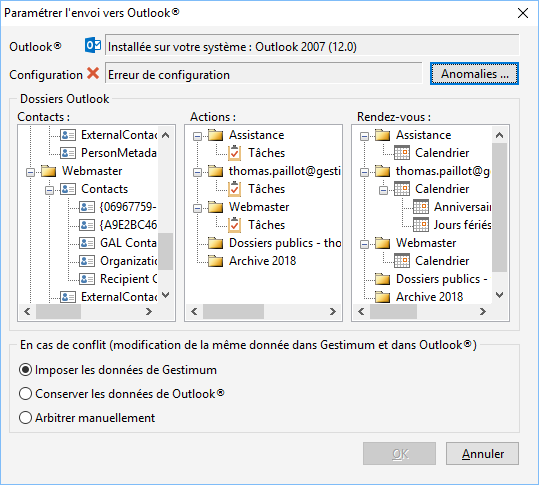 Paramétrer l'envoi vers Outlook®
Outlook® Installée sur votre système : Outlook 2007 (12.0)
Configuration Erreur de configuration Anomalies ...
Dossiers Outlook
Contacts :
ExternalContac
PersonMetada
Webmaster
Contacts
{06967759-
{A9E2BC46
GAL Conta
Organizatio
Recipient C
ExternalContac
Actions :
Assistance
Tâches
thomas.paillot@gesti
Tâches
Webmaster
Tâches
Dossiers publics - tho
Archive 2018
Rendez-vous :
Assistance
Calendrier
thomas.paillot@g
Calendrier
Anniversain
Jours fériés
Webmaster
Calendrier
Dossiers publics -
Archive 2018
En cas de conflit (modification de la même donnée dans Gestimum et dans Outlook®)
Imposer les données de Gestimum
Conserver les données de Outlook®
Arbitrer manuellement
OK Annuler